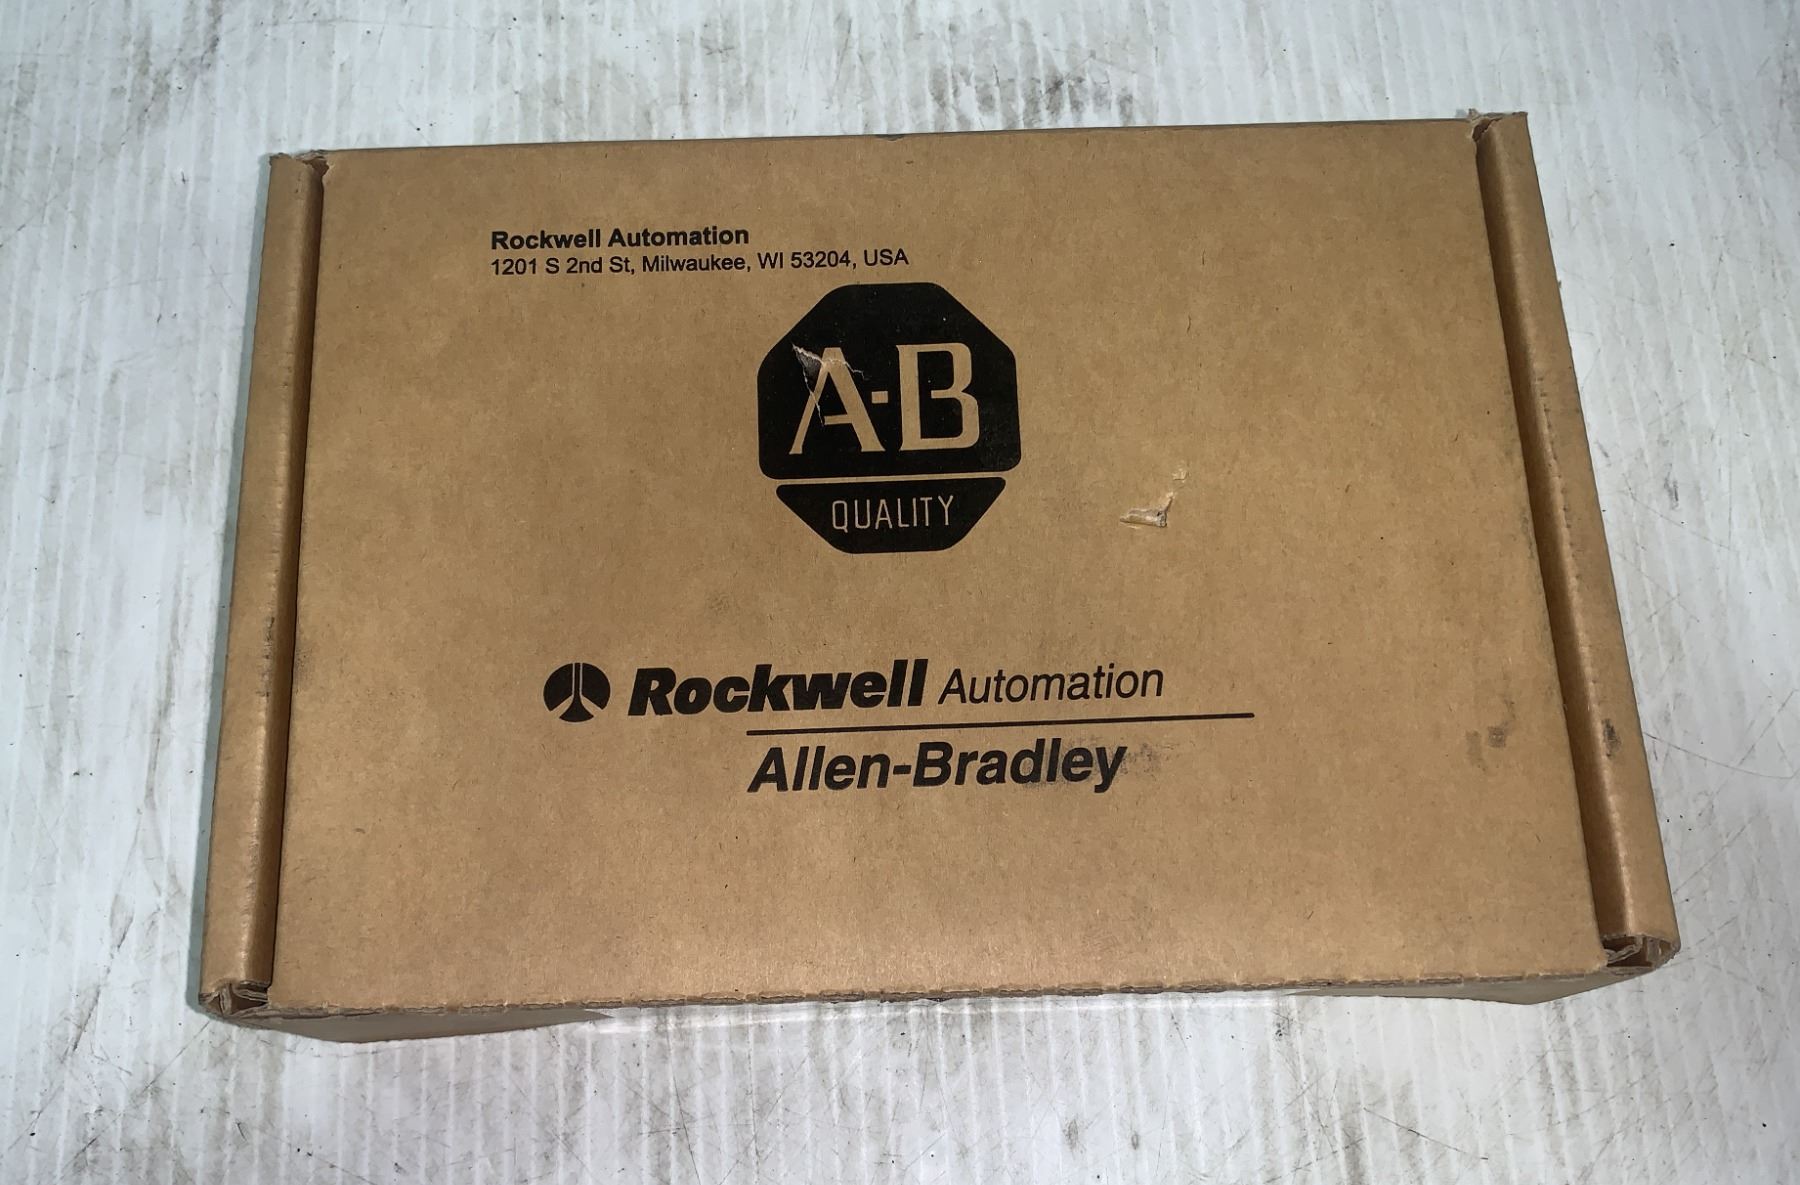 Rockwell Automation
1201 S 2nd St, Milwaukee, WI 53204, USA
A-B
QUALITY
Rockwell Automation
Allen-Bradley